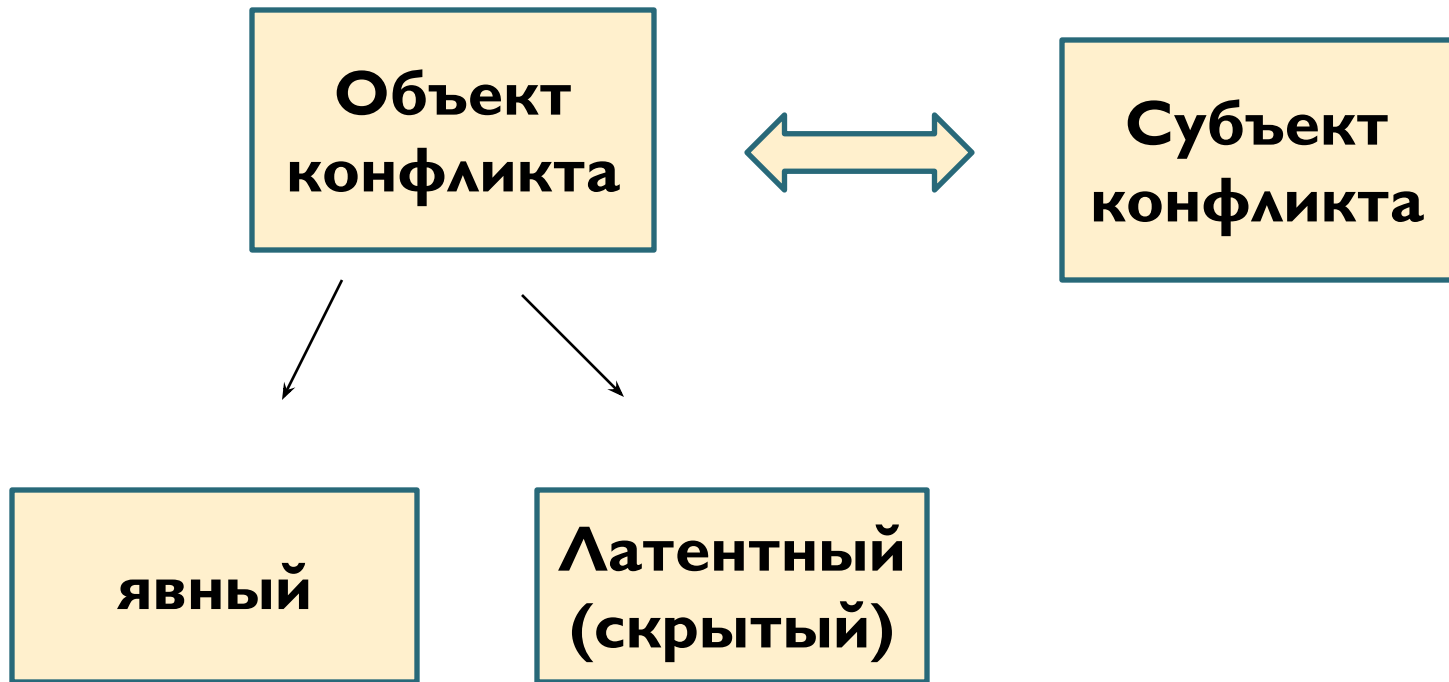 Объект
конфликта
Субъект
конфликта
явный
Латентный
(скрытый)